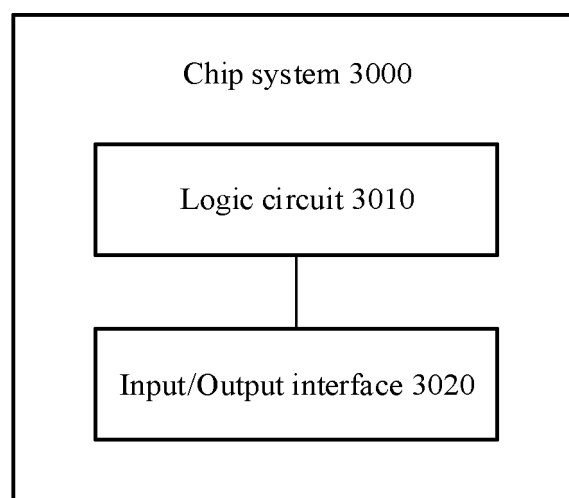 Chip system 3000
Logic circuit 3010
Input/Output interface 3020